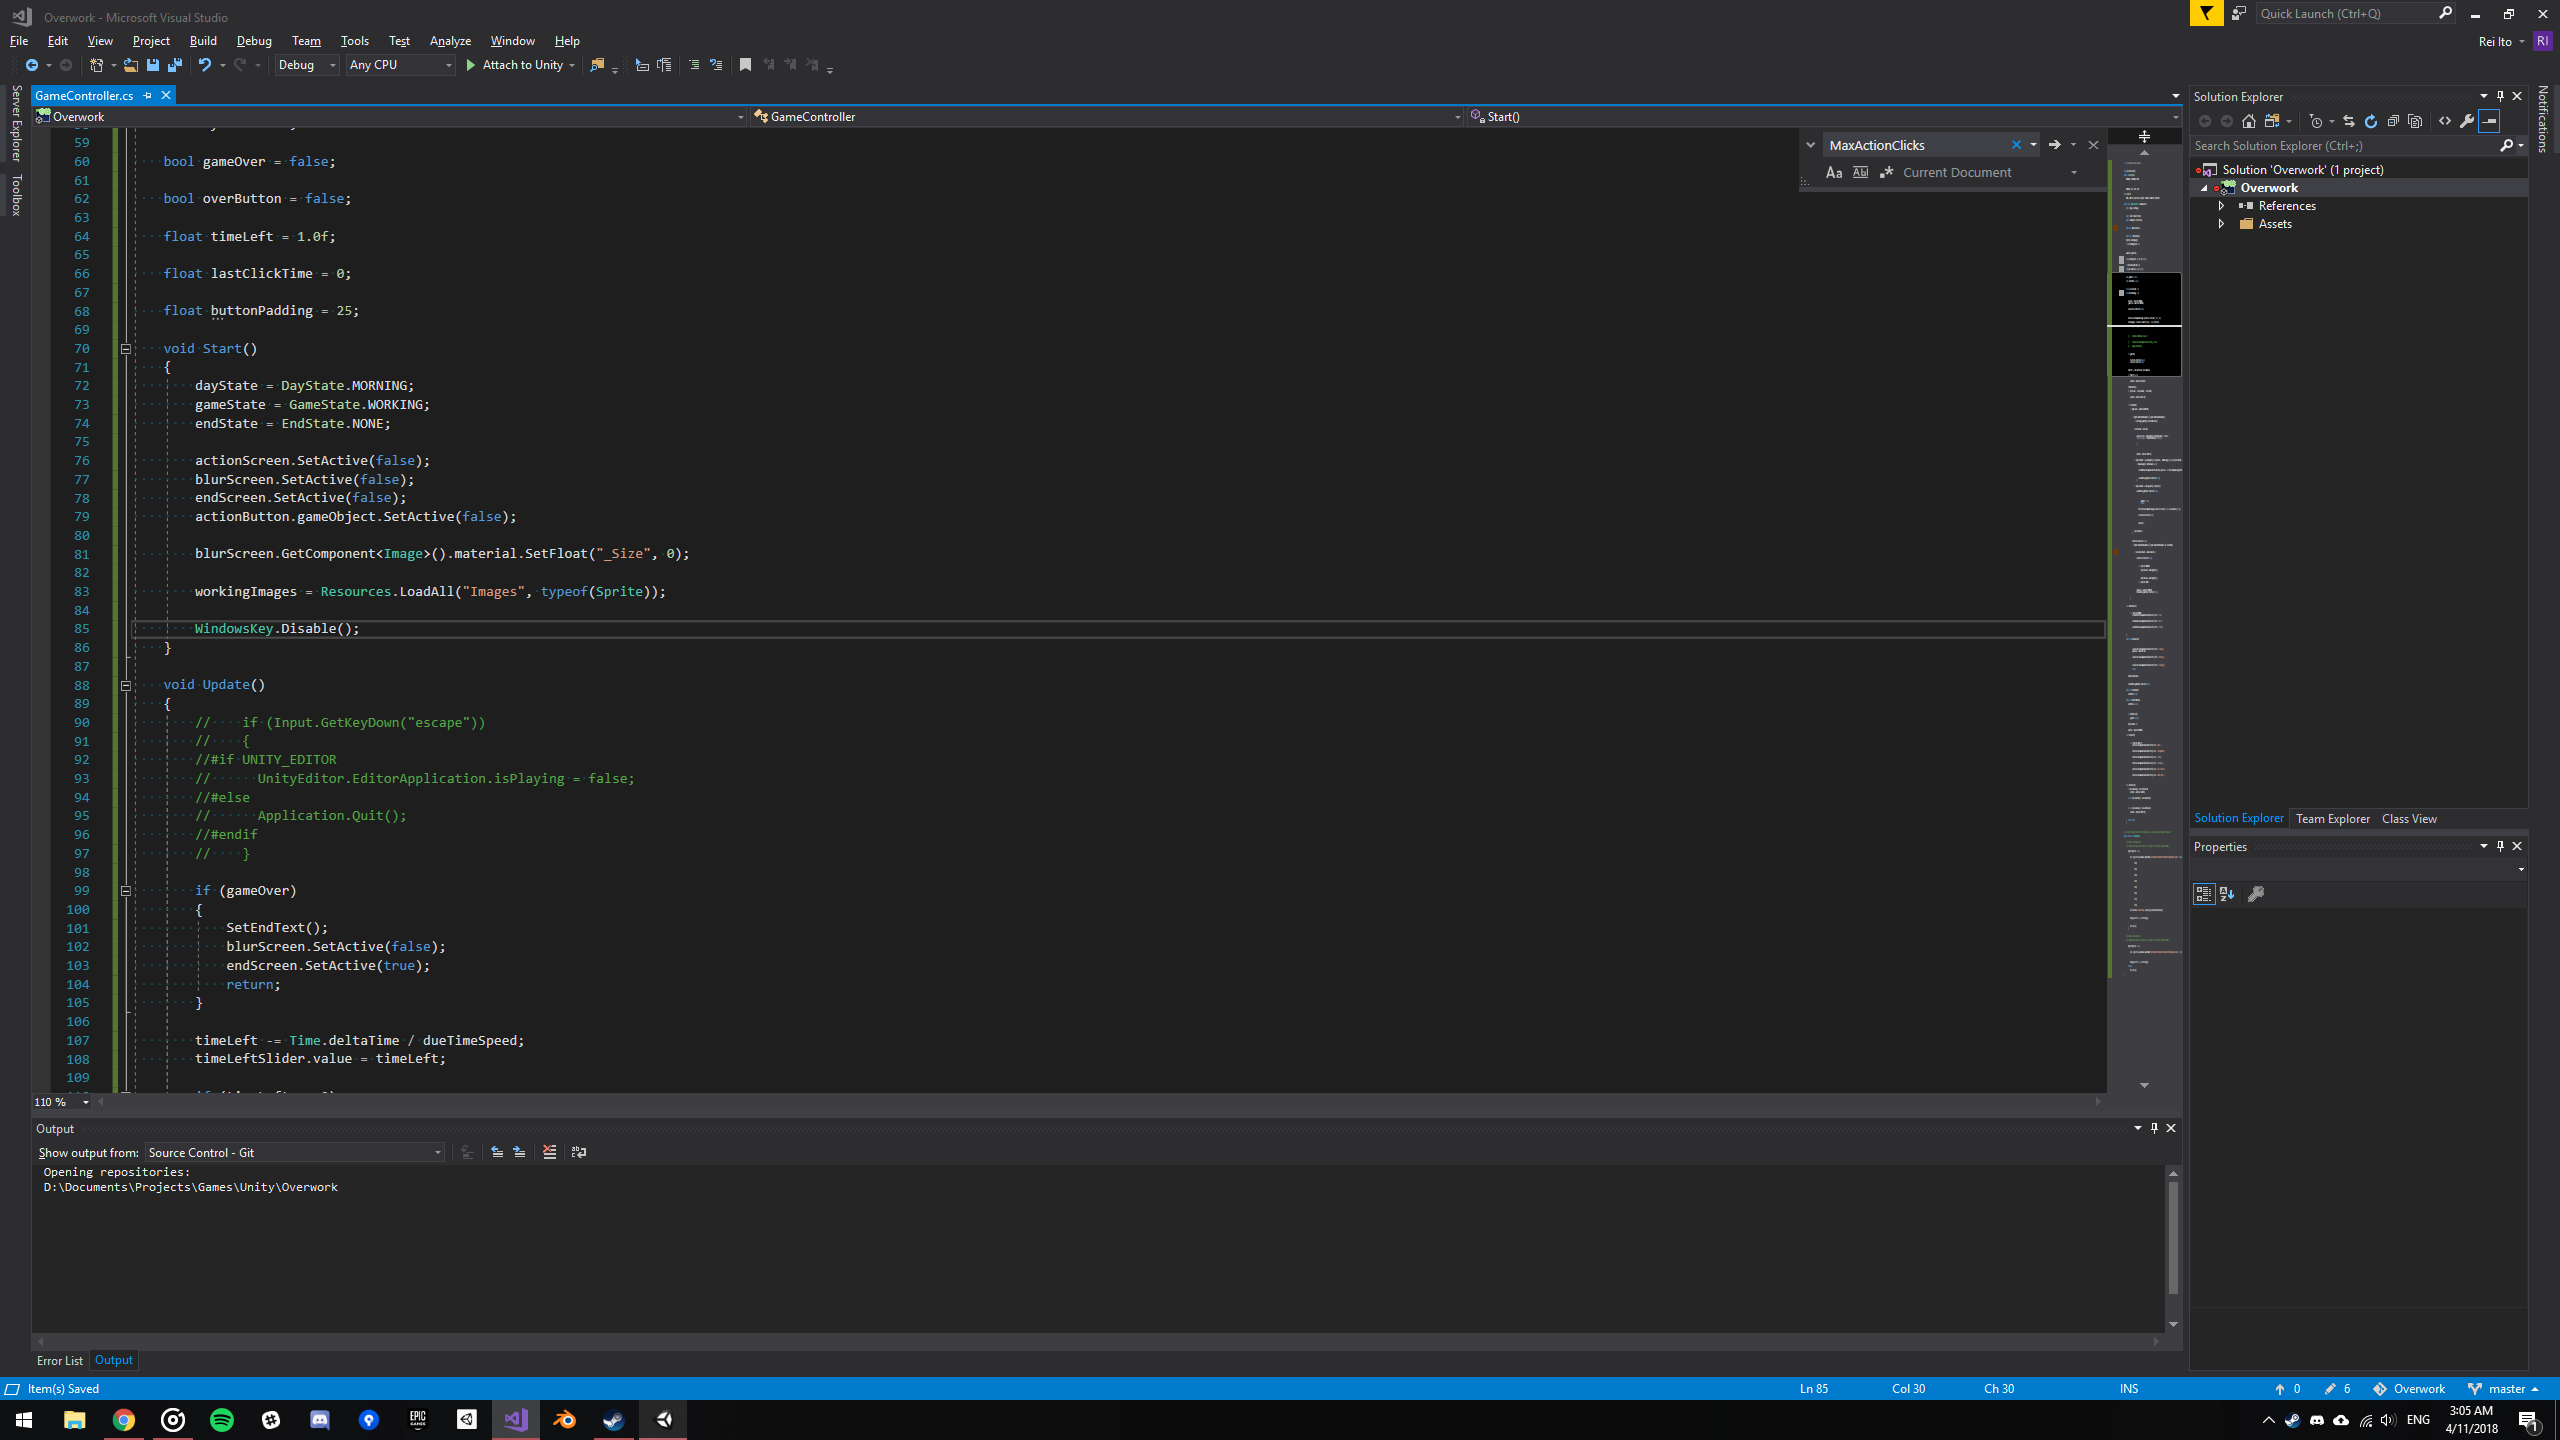 Overwork - Microsoft Visual Studio
Quick Launch (Ctrl+Q)
File Edit View Project Build Debug Team Tools Test Analyze Window Help
Rei Ito RI
Debug Any CPU Attach to Unity
Server Explorer
Toolbox
GameController.cs
Overwork GameController Start()
MaxActionClicks
Aa Current Document
59
60 bool gameOver = false;
61
62 bool overButton = false;
63
64 float timeLeft = 1.0f;
65
66 float lastClickTime = 0;
67
68 float buttonPadding = 25;
69
70 void Start()
71 {
72 dayState = DayState.MORNING;
73 gameState = GameState.WORKING;
74 endState = EndState.NONE;
75
76 actionScreen.SetActive(false);
77 blurScreen.SetActive(false);
78 endScreen.SetActive(false);
79 actionButton.gameObject.SetActive(false);
80
81 blurScreen.GetComponent<Image>().material.SetFloat("_Size", 0);
82
83 workingImages = Resources.LoadAll("Images", typeof(Sprite));
84
85 WindowsKey.Disable();
86 }
87
88 void Update()
89 {
90 // if (Input.GetKeyDown("escape"))
91 // {
92 //#if UNITY_EDITOR
93 // UnityEditor.EditorApplication.isPlaying = false;
94 //#else
95 // Application.Quit();
96 //#endif
97 // }
98
99 if (gameOver)
100 {
101 SetEndText();
102 blurScreen.SetActive(false);
103 endScreen.SetActive(true);
104 return;
105 }
106
107 timeLeft -= Time.deltaTime / dueTimeSpeed;
108 timeLeftSlider.value = timeLeft;
109
110 %
Output
Show output from: Source Control - Git
Opening repositories:
D:\Documents\Projects\Games\Unity\Overwork
Error List Output
Solution Explorer
Search Solution Explorer (Ctrl+;)
Solution 'Overwork' (1 project)
Overwork
References
Assets
Solution Explorer Team Explorer Class View
Properties
Notifications
Item(s) Saved Ln 85 Col 30 Ch 30 INS 0 6 Overwork master
EPIC GAMES
ENG
3:05 AM
4/11/2018
1